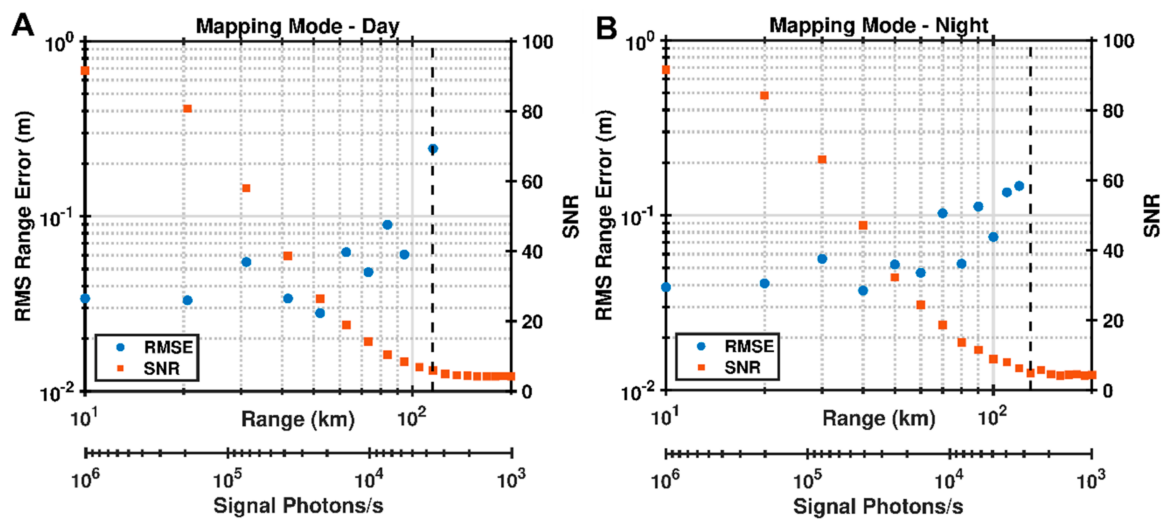 A
Mapping Mode - Day
10⁰
10⁻¹
10⁻²
RMS Range Error (m)
100
80
60
40
20
0
SNR
RMSE
SNR
10¹
Range (km)
10²
10⁶
10⁵
10⁴
10³
Signal Photons/s
B
Mapping Mode - Night
10⁰
10⁻¹
10⁻²
RMS Range Error (m)
100
80
60
40
20
0
SNR
RMSE
SNR
10¹
Range (km)
10²
10⁶
10⁵
10⁴
10³
Signal Photons/s